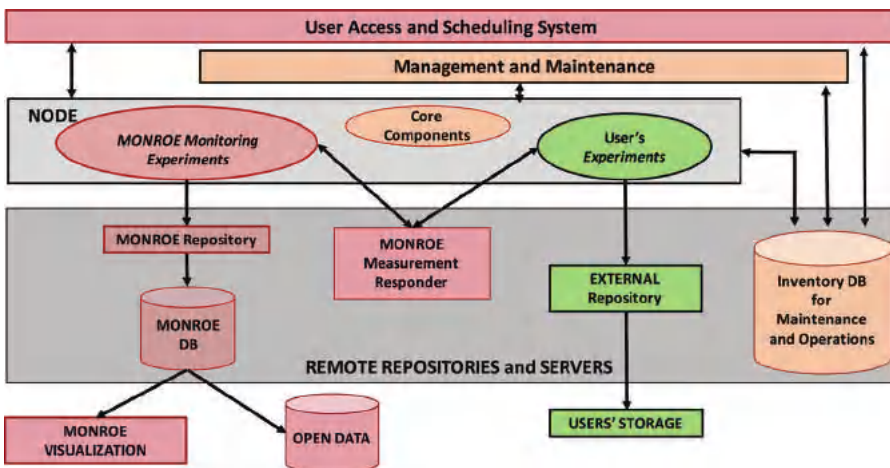 User Access and Scheduling System
Management and Maintenance
NODE
MONROE Monitoring
Experiments
Core
Components
User's
Experiments
MONROE Repository
MONROE
Measurement
Responder
EXTERNAL
Repository
Inventory DB
for
Maintenance
and Operations
MONROE
DB
REMOTE REPOSITORIES and SERVERS
MONROE
VISUALIZATION
OPEN DATA
USERS' STORAGE